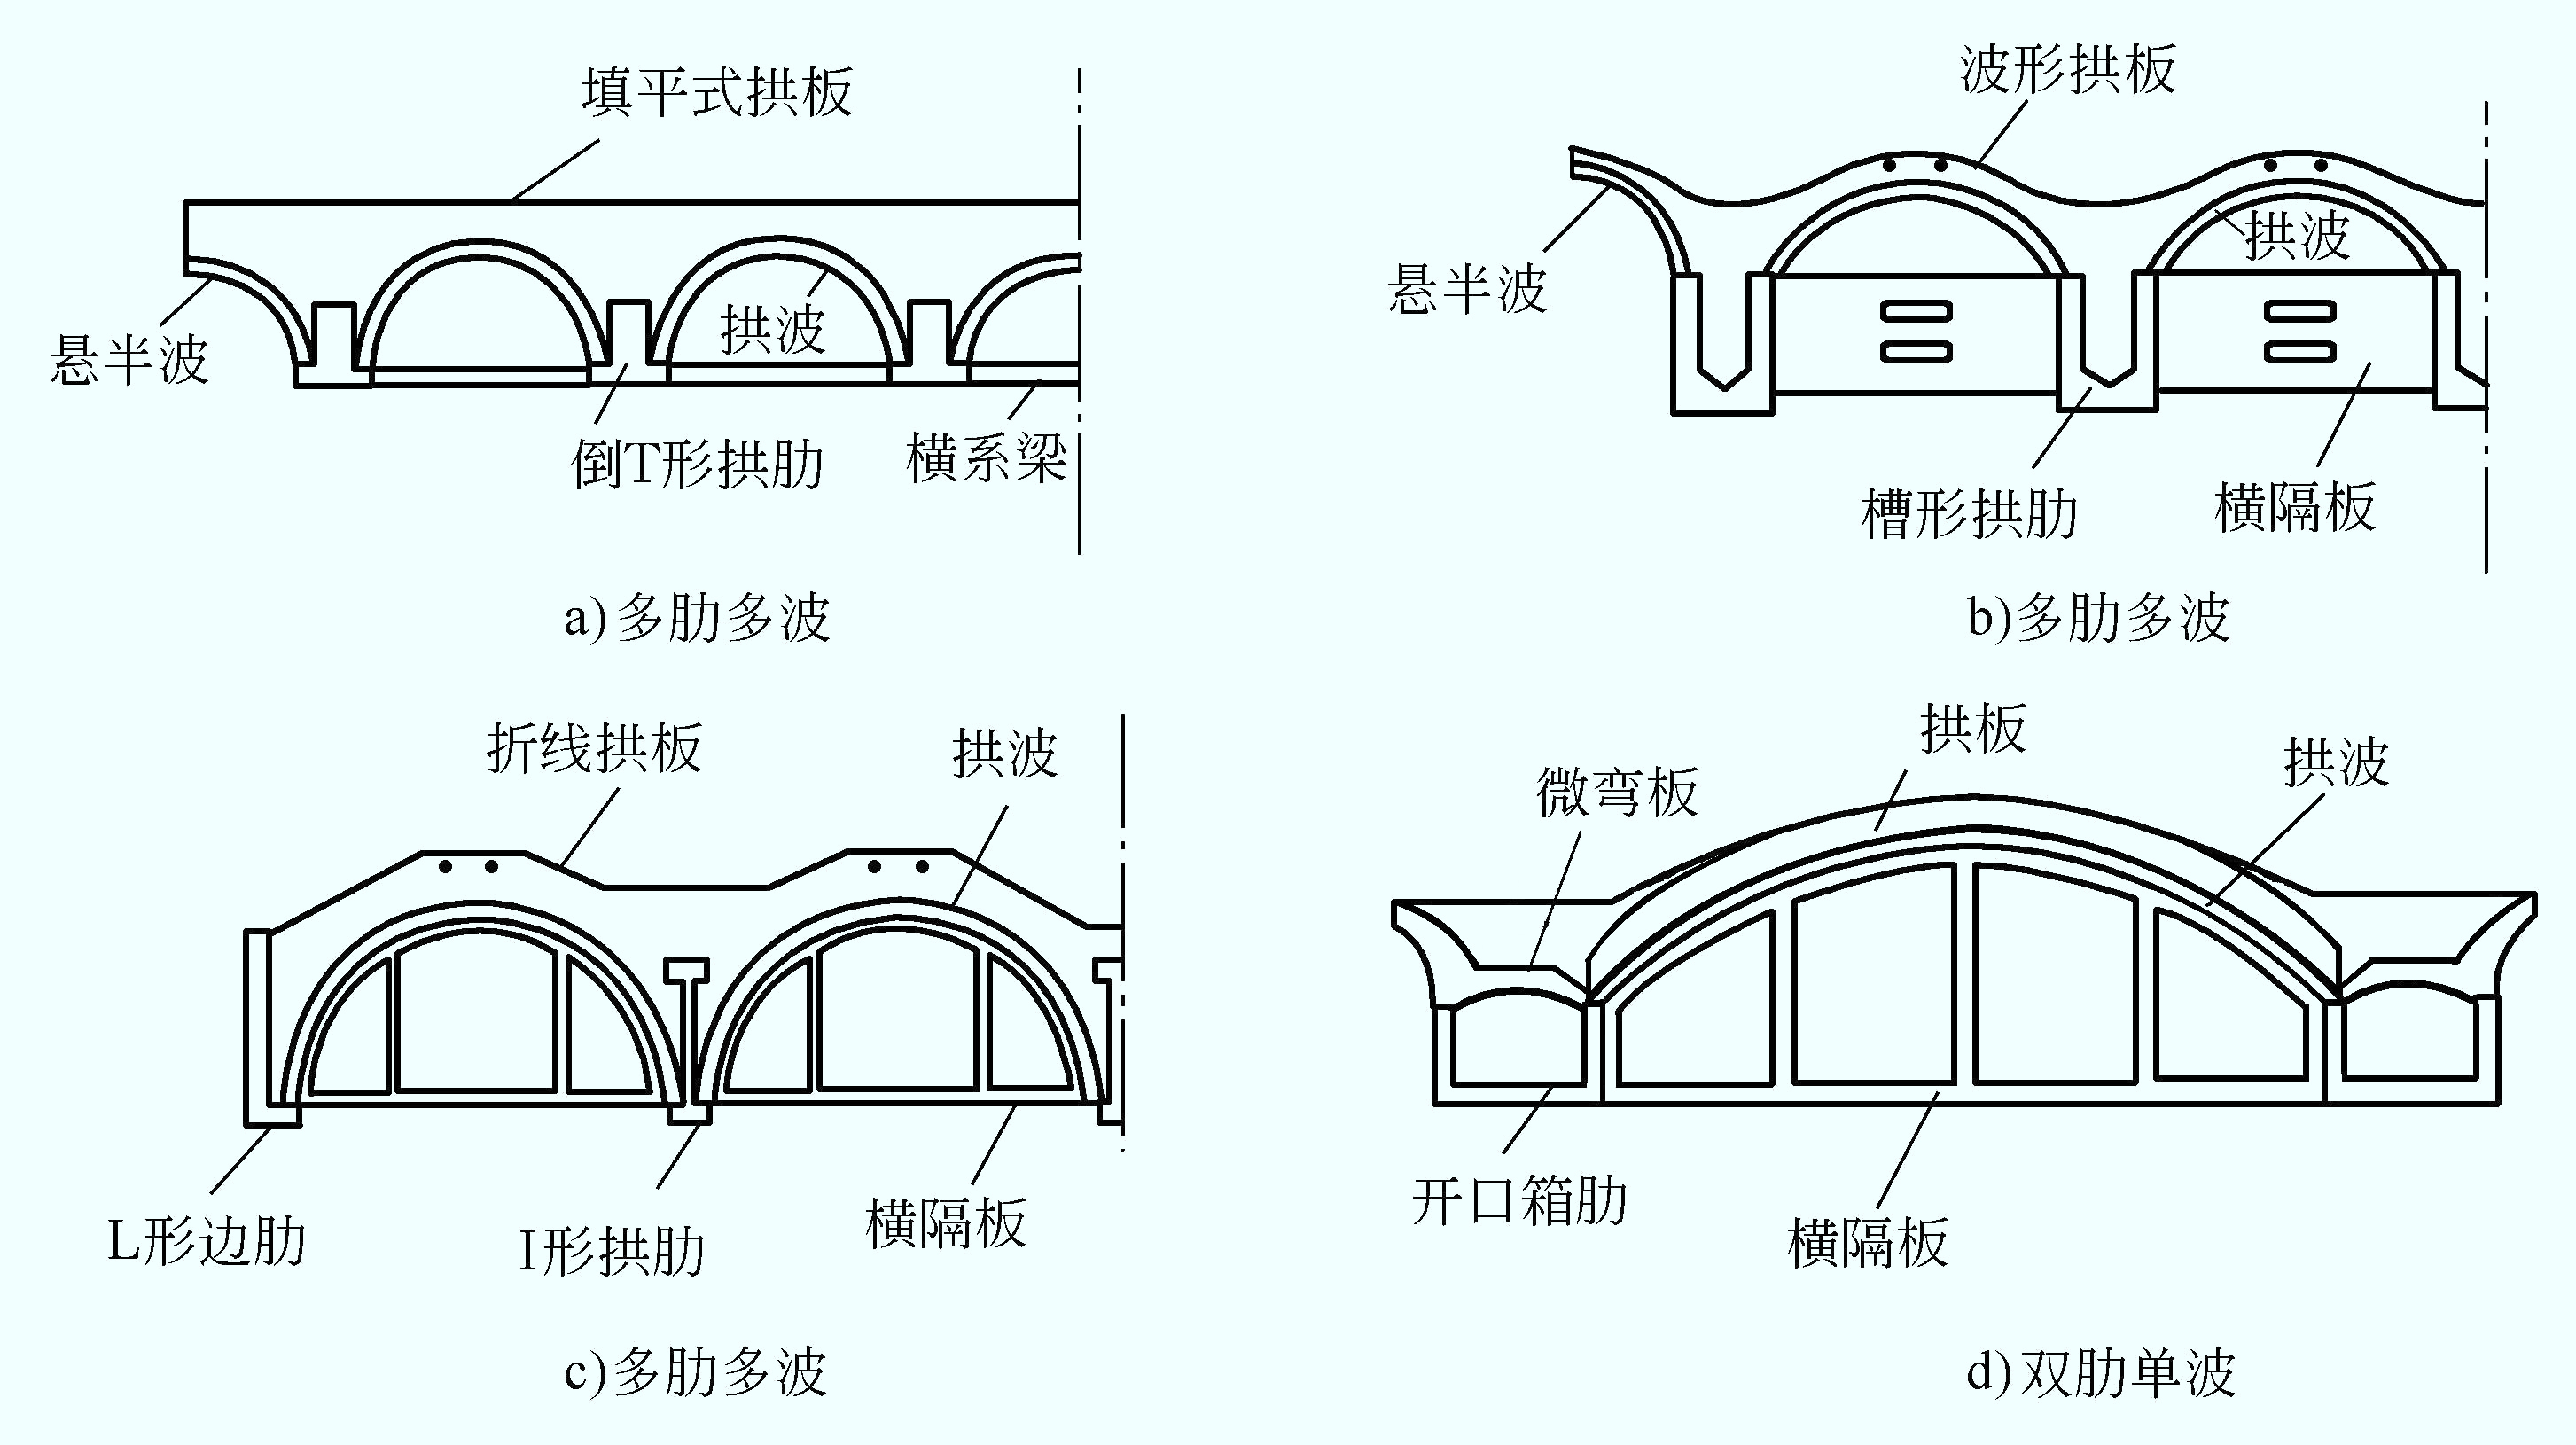 填平式拱板
悬半波
拱波
倒T形拱肋
横系梁
a)多肋多波
波形拱板
悬半波
拱波
槽形拱肋
横隔板
b)多肋多波
折线拱板
拱波
L形边肋
I形拱肋
横隔板
c)多肋多波
拱板
微弯板
拱波
开口箱肋
横隔板
d)双肋单波